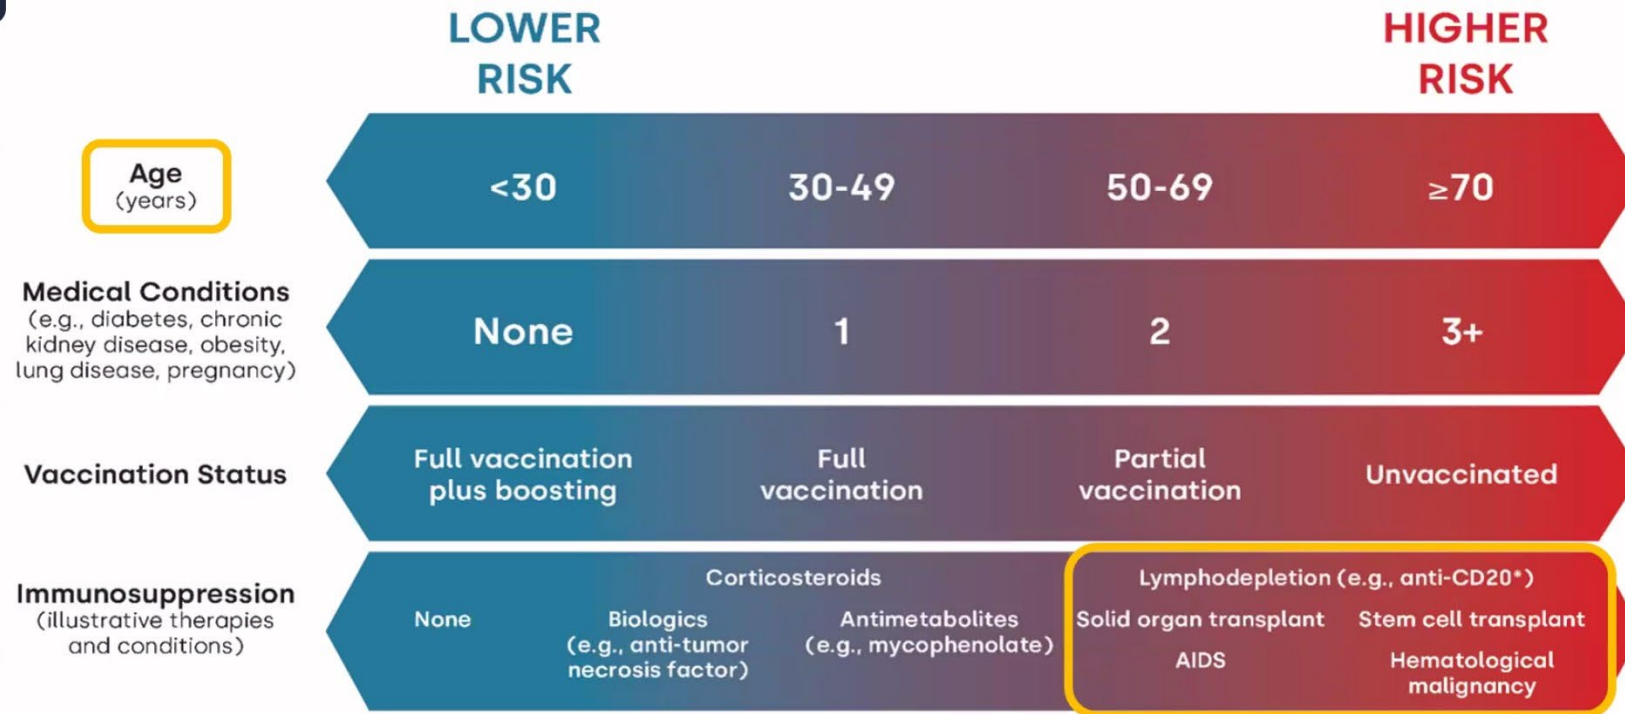 LOWER
RISK
HIGHER
RISK
Age
(years)
<30
30-49
50-69
≥70
Medical Conditions
(e.g., diabetes, chronic
kidney disease, obesity,
lung disease, pregnancy)
None
1
2
3+
Vaccination Status
Full vaccination
plus boosting
Full
vaccination
Partial
vaccination
Unvaccinated
Immunosuppression
(illustrative therapies
and conditions)
None
Corticosteroids
Biologics
(e.g., anti-tumor
necrosis factor)
Antimetabolites
(e.g., mycophenolate)
Lymphodepletion (e.g., anti-CD20*)
Solid organ transplant
Stem cell transplant
AIDS
Hematological
malignancy